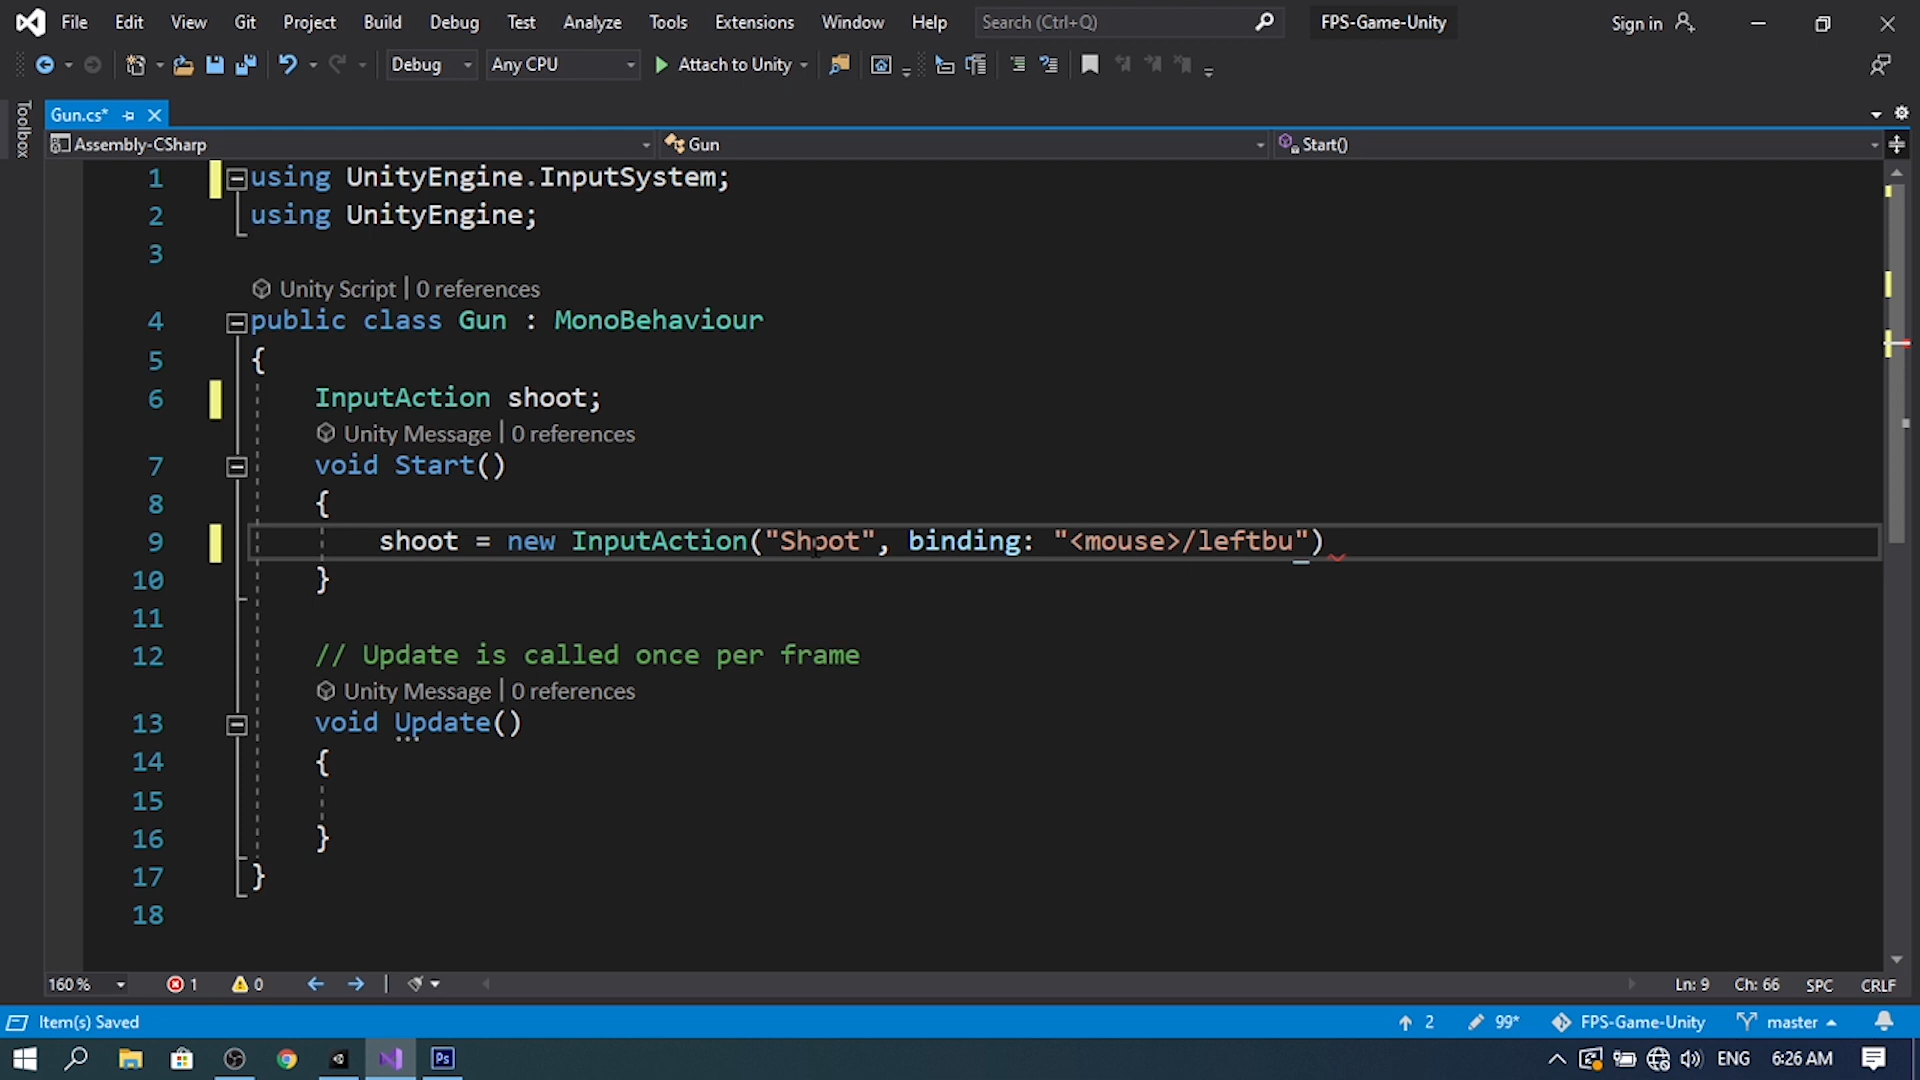 File Edit View Git Project Build Debug Test Analyze Tools Extensions Window Help Search (Ctrl+Q) FPS-Game-Unity Sign in
Debug Any CPU Attach to Unity
Toolbox
Gun.cs*
Assembly-CSharp Gun Start()
1 using UnityEngine.InputSystem;
2 using UnityEngine;
3
Unity Script | 0 references
4 public class Gun : MonoBehaviour
5 {
6 InputAction shoot;
Unity Message | 0 references
7 void Start()
8 {
9 shoot = new InputAction("Shoot", binding: "<mouse>/leftbu")
10 }
11
12 // Update is called once per frame
Unity Message | 0 references
13 void Update()
14 {
15
16 }
17 }
18
160 % 1 0 Ln: 9 Ch: 66 SPC CRLF
Item(s) Saved 2 99* FPS-Game-Unity master
Ps ENG 6:26 AM